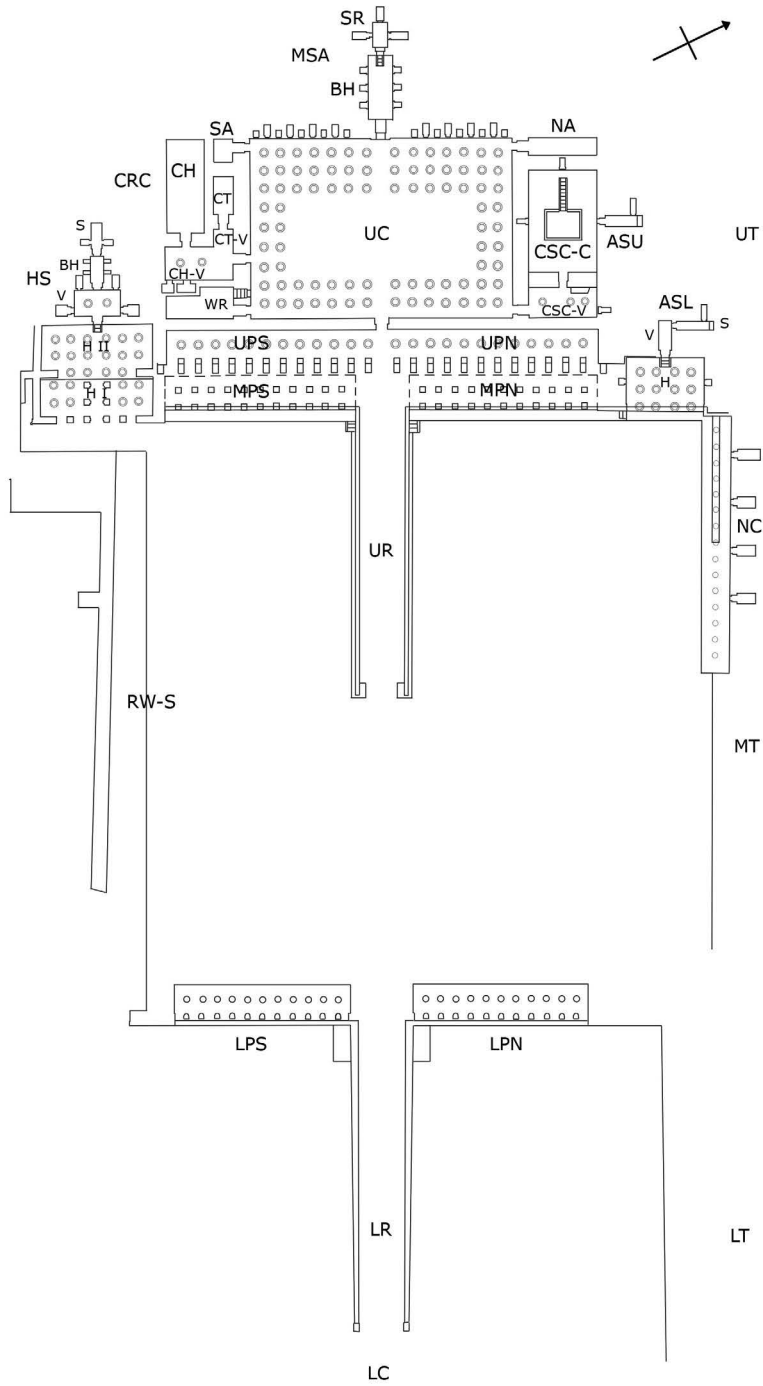 SR
MSA
BH
SA
NA
CRC
CH
CT
UC
UT
S
CT-V
CSC-C
ASU
BH
HS
CH-V
V
WR
CSC-V
ASL
V
S
H II
UPS
UPN
H I
MPS
MPN
H
NC
UR
RW-S
MT
LPS
LPN
LR
LT
LC